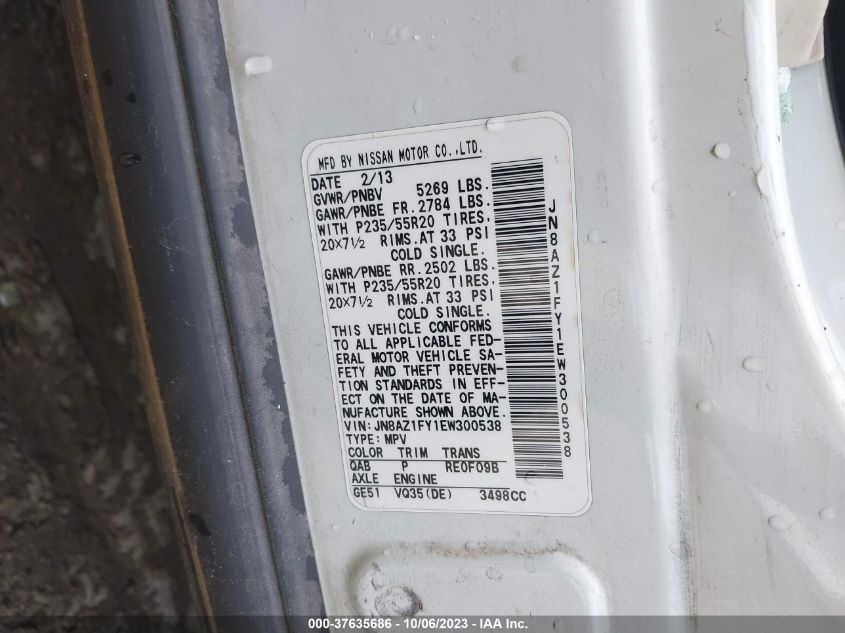 MFD BY NISSAN MOTOR CO.,LTD.
DATE 2/13
GVWR/PNBV 5269 LBS.
GAWR/PNBE FR. 2784 LBS.
WITH P235/55R20 TIRES,
20X7½ RIMS.AT 33 PSI
COLD SINGLE.
GAWR/PNBE RR. 2502 LBS.
WITH P235/55R20 TIRES,
20X7½ RIMS.AT 33 PSI
COLD SINGLE.
THIS VEHICLE CONFORMS
TO ALL APPLICABLE FED-
ERAL MOTOR VEHICLE SA-
FETY AND THEFT PREVEN-
TION STANDARDS IN EFF-
ECT ON THE DATE OF MA-
NUFACTURE SHOWN ABOVE.
VIN: JN8AZ1FY1EW300538
TYPE: MPV
COLOR TRIM TRANS
QAB P RE0F09B
AXLE ENGINE
GE51 VQ35(DE) 3498CC
JN8AZ1FY1EW300538
000-37635686 - 10/06/2023 - IAA Inc.